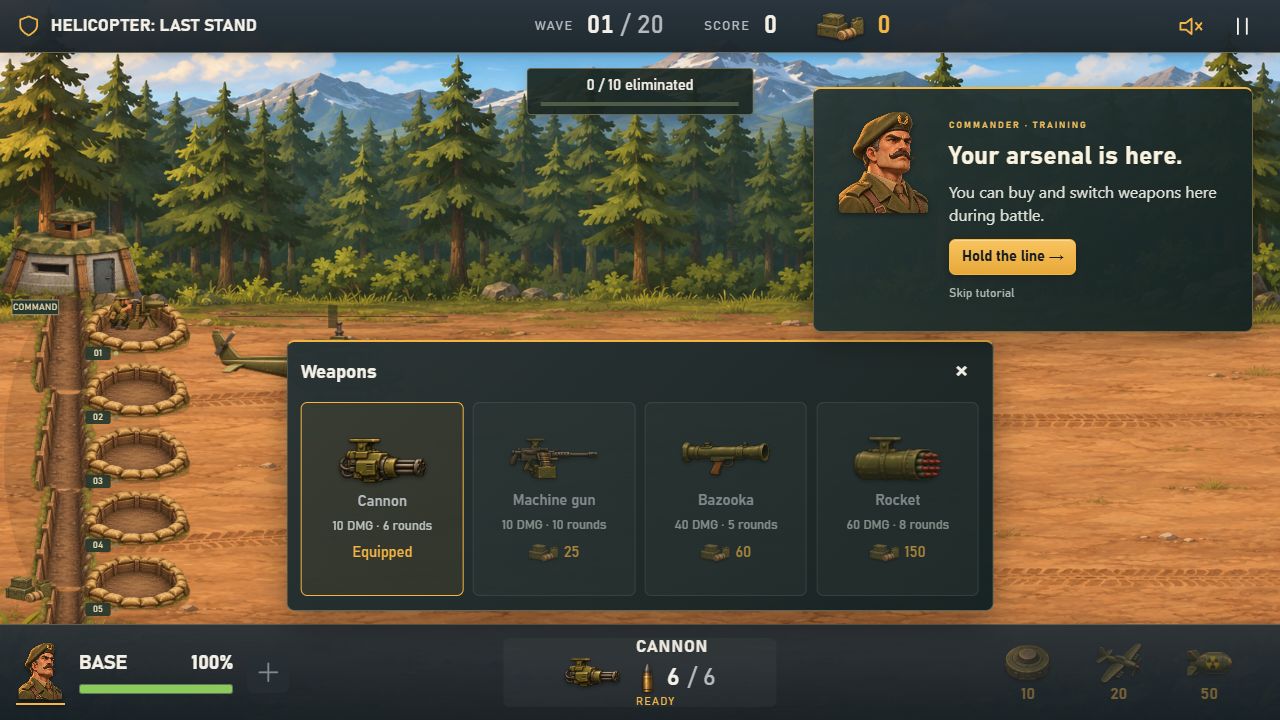 HELICOPTER: LAST STAND
WAVE 01 / 20
SCORE 0
0
0 / 10 eliminated
COMMANDER · TRAINING
Your arsenal is here.
You can buy and switch weapons here
during battle.
Hold the line →
Skip tutorial
COMMAND
01
02
03
04
05
Weapons
×
Cannon
10 DMG · 6 rounds
Equipped
Machine gun
10 DMG · 10 rounds
25
Bazooka
40 DMG · 5 rounds
60
Rocket
60 DMG · 8 rounds
150
BASE 100%
+
CANNON
6 / 6
READY
10
20
50